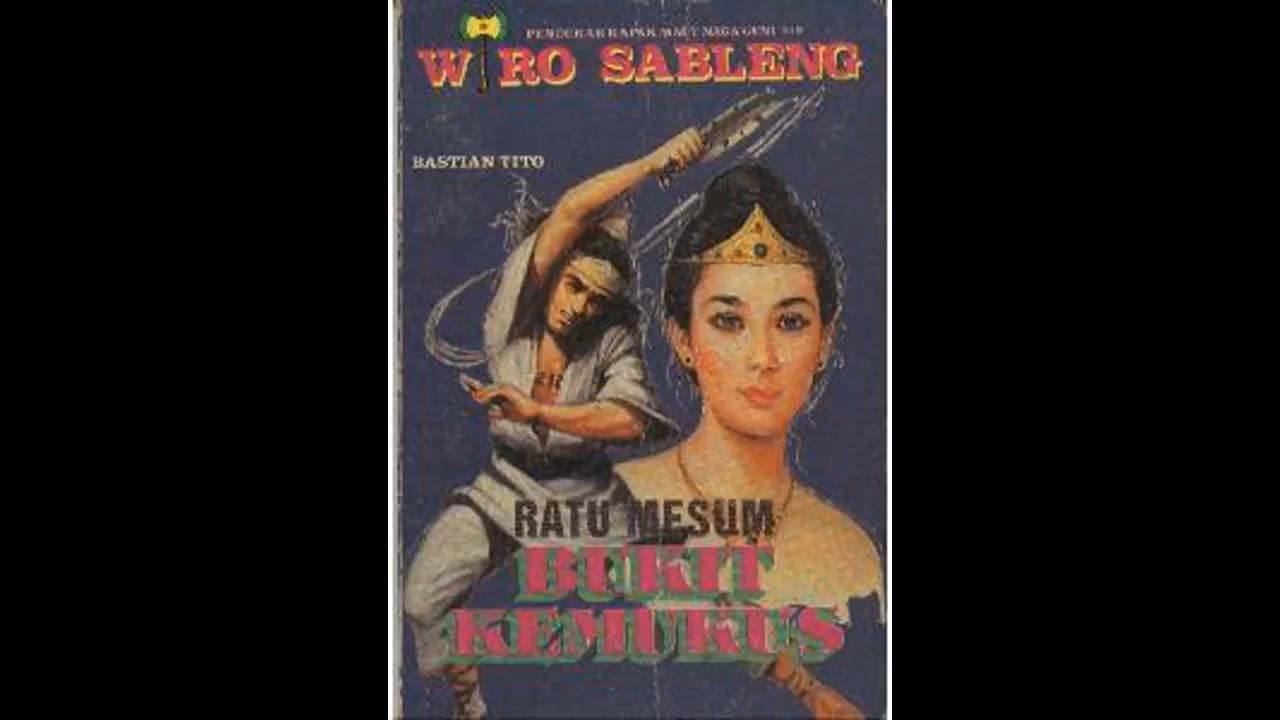 PENDEKAR KAPAK MAUT NAGA GENI 212
WIRO SABLENG
BASTIAN TITO
RATU MESUM
BUKIT
KEMUKUS